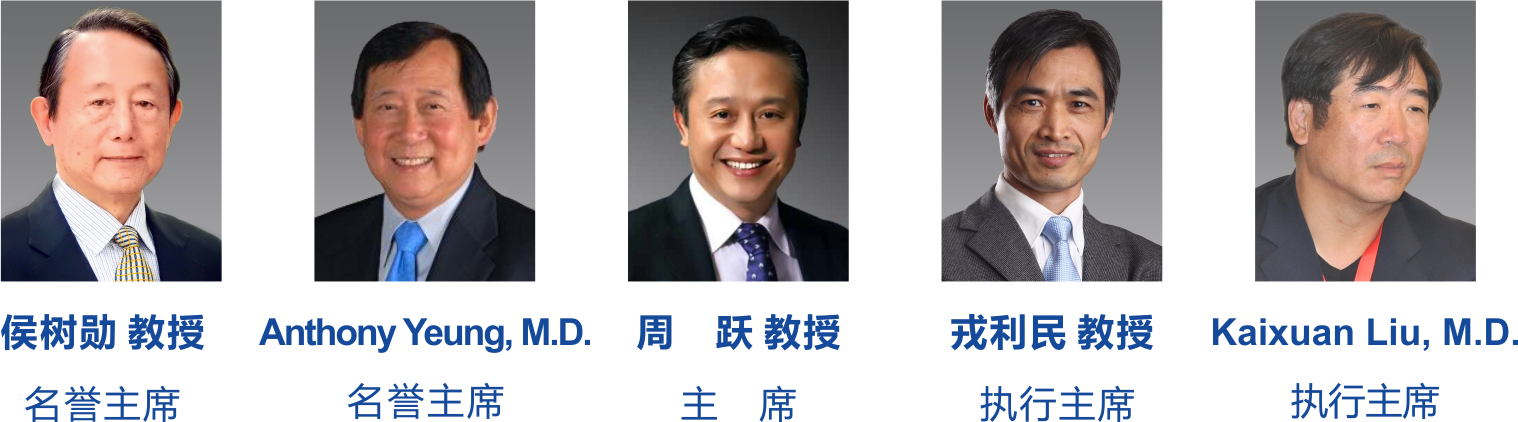 侯树勋 教授
Anthony Yeung, M.D.
周 跃 教授
戎利民 教授
Kaixuan Liu, M.D.
名誉主席
名誉主席
主 席
执行主席
执行主席